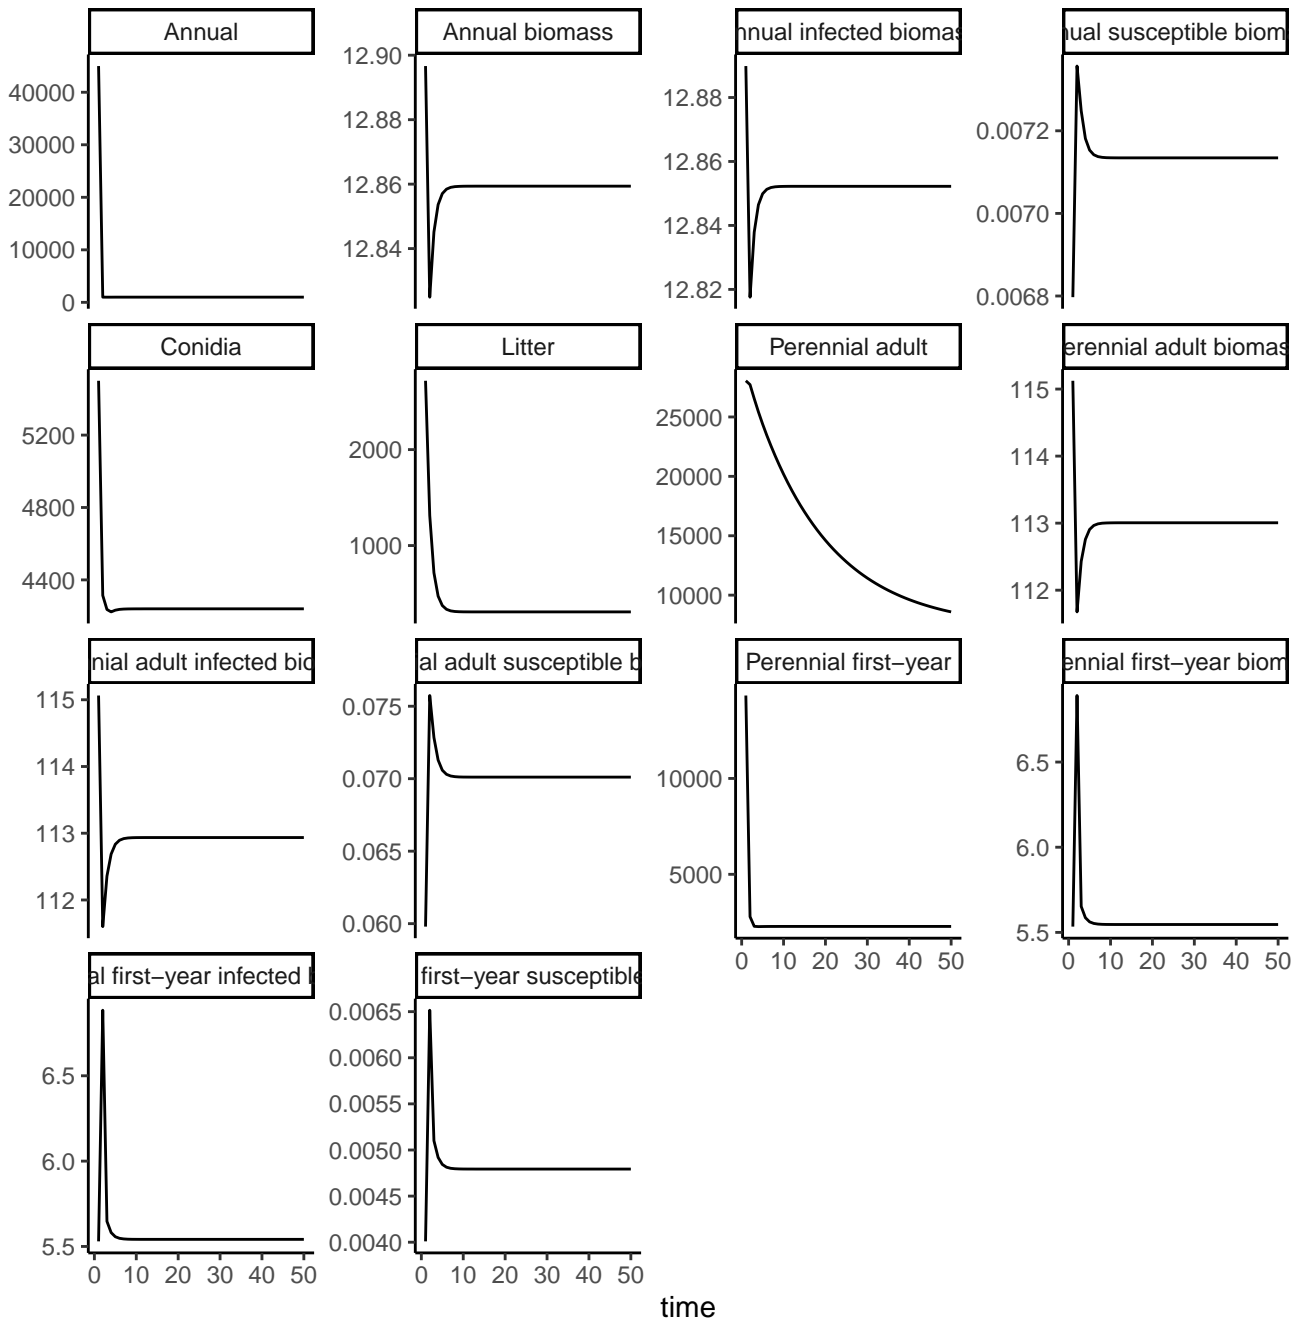 Annual
Annual biomass
nnual infected biomas
nual susceptible biom
40000
30000
20000
10000
0
12.90
12.88
12.86
12.84
12.88
12.86
12.84
12.82
0.0072
0.0070
0.0068
Conidia
Litter
Perennial adult
erennial adult biomas
5200
4800
4400
2000
1000
25000
20000
15000
10000
115
114
113
112
nial adult infected bio
al adult susceptible b
Perennial first−year
ennial first−year biom
115
114
113
112
0.075
0.070
0.065
0.060
10000
5000
0 10 20 30 40 50
6.5
6.0
5.5
0 10 20 30 40 50
al first−year infected b
first−year susceptible
6.5
6.0
5.5
0 10 20 30 40 50
0.0065
0.0060
0.0055
0.0050
0.0045
0.0040
0 10 20 30 40 50
time